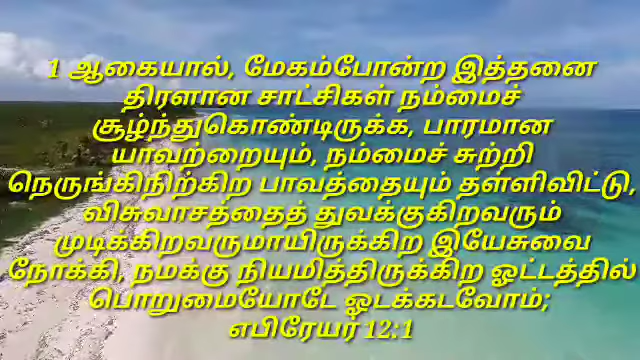 1 ஆகையால், மேகம்போன்ற இத்தனை
திரளான சாட்சிகள் நம்மைச்
சூழ்ந்துகொண்டிருக்க, பாரமான
யாவற்றையும், நம்மைச் சுற்றி
நெருங்கிநிற்கிற பாவத்தையும் தள்ளிவிட்டு,
விசுவாசத்தைத் துவக்குகிறவரும்
முடிக்கிறவருமாயிருக்கிற இயேசுவை
நோக்கி, நமக்கு நியமித்திருக்கிற ஓட்டத்தில்
பொறுமையோடே ஓடக்கடவோம்;
எபிரேயர் 12:1